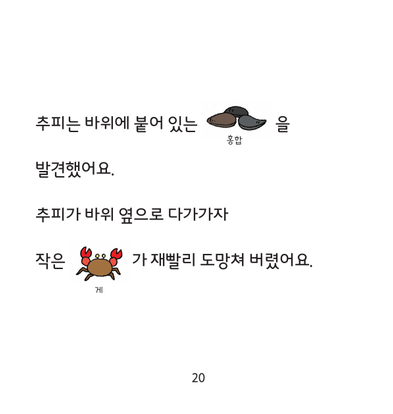 추피는 바위에 붙어 있는 을
홍합
발견했어요.
추피가 바위 옆으로 다가가자
작은 가 재빨리 도망쳐 버렸어요.
게
20